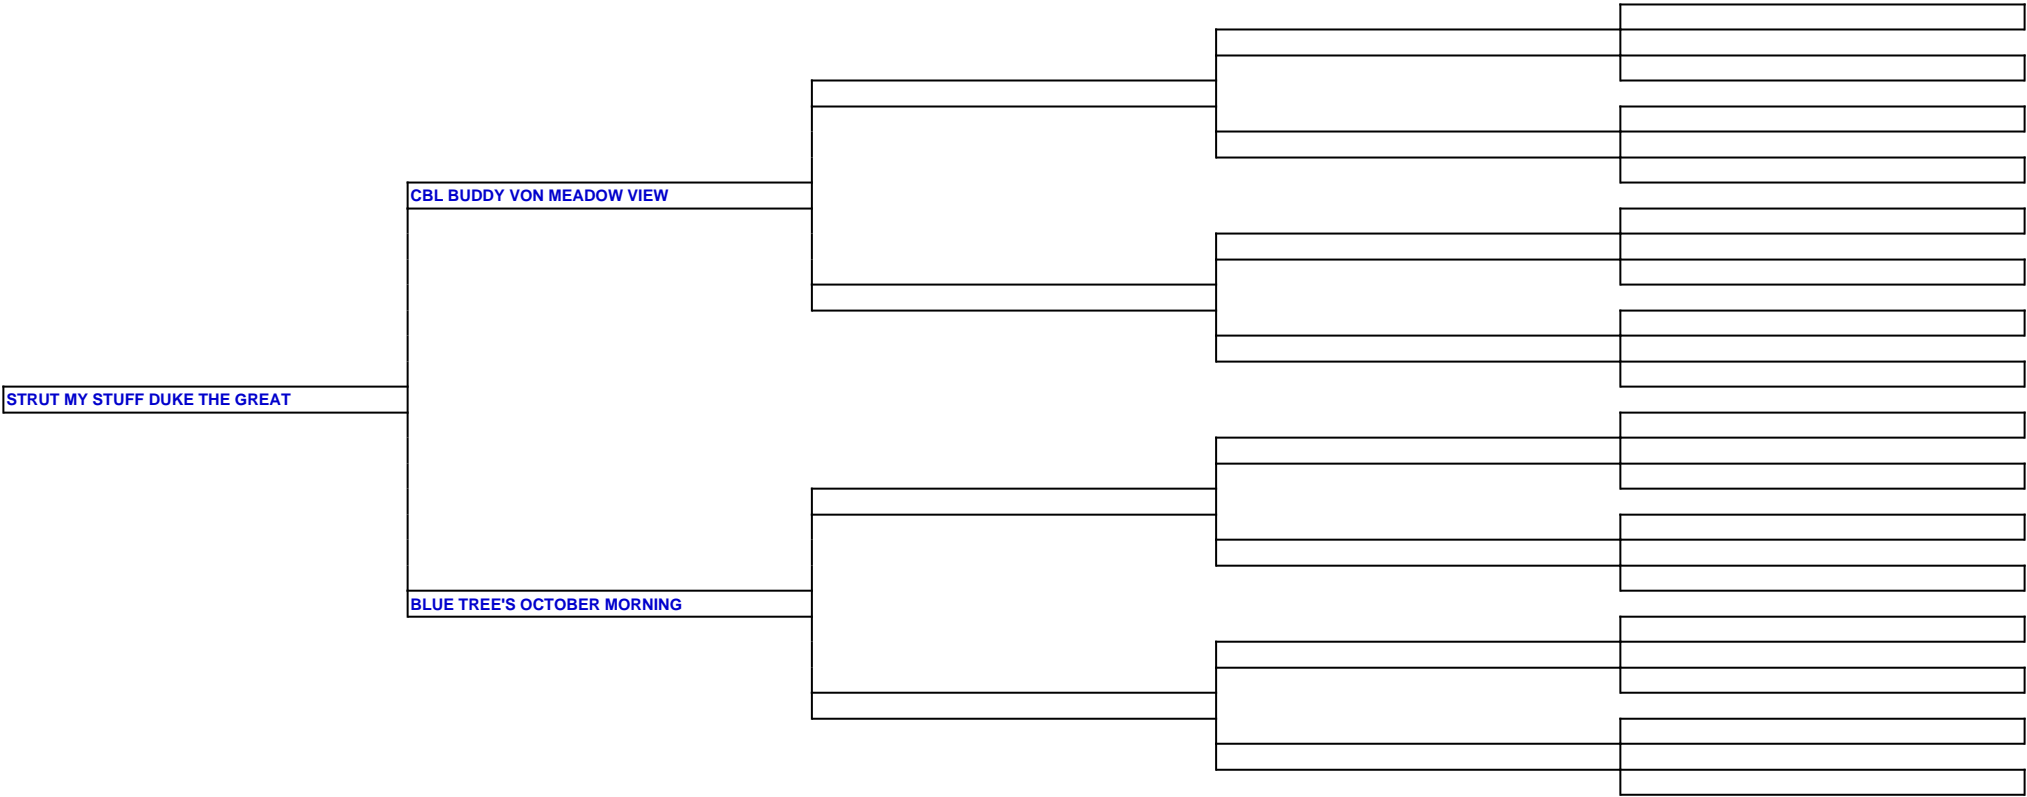 CBL BUDDY VON MEADOW VIEW
STRUT MY STUFF DUKE THE GREAT
BLUE TREE'S OCTOBER MORNING